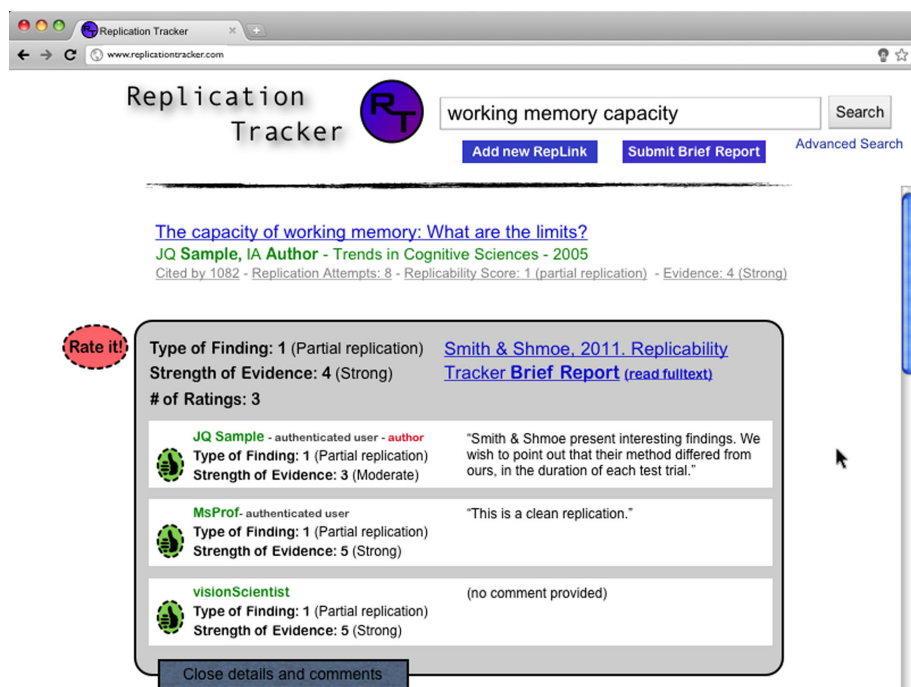 Replication Tracker
www.replicationtracker.com
Replication
Tracker
RT
working memory capacity
Search
Add new RepLink
Submit Brief Report
Advanced Search
The capacity of working memory: What are the limits?
JQ Sample, IA Author - Trends in Cognitive Sciences - 2005
Cited by 1082 - Replication Attempts: 8 - Replicability Score: 1 (partial replication) - Evidence: 4 (Strong)
Rate it!
Type of Finding: 1 (Partial replication)
Strength of Evidence: 4 (Strong)
# of Ratings: 3
Smith & Shmoe, 2011. Replicability
Tracker Brief Report (read fulltext)
JQ Sample - authenticated user - author
Type of Finding: 1 (Partial replication)
Strength of Evidence: 3 (Moderate)
“Smith & Shmoe present interesting findings. We
wish to point out that their method differed from
ours, in the duration of each test trial.”
MsProf- authenticated user
Type of Finding: 1 (Partial replication)
Strength of Evidence: 5 (Strong)
“This is a clean replication.”
visionScientist
Type of Finding: 1 (Partial replication)
Strength of Evidence: 5 (Strong)
(no comment provided)
Close details and comments